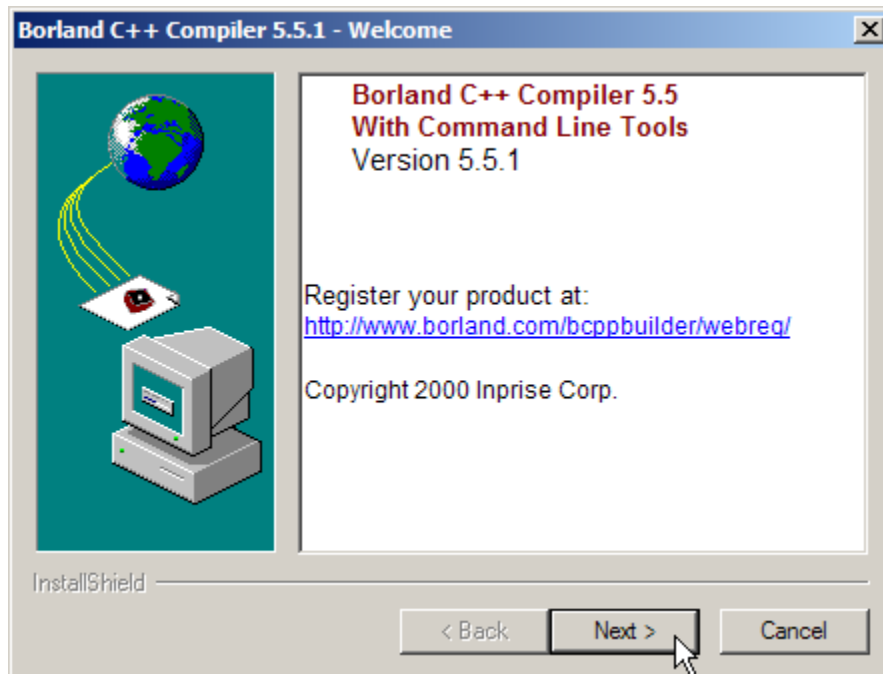 Borland C++ Compiler 5.5.1 - Welcome
Borland C++ Compiler 5.5
With Command Line Tools
Version 5.5.1
Register your product at:
http://www.borland.com/bcppbuilder/webreg/
Copyright 2000 Inprise Corp.
InstallShield
< Back
Next >
Cancel